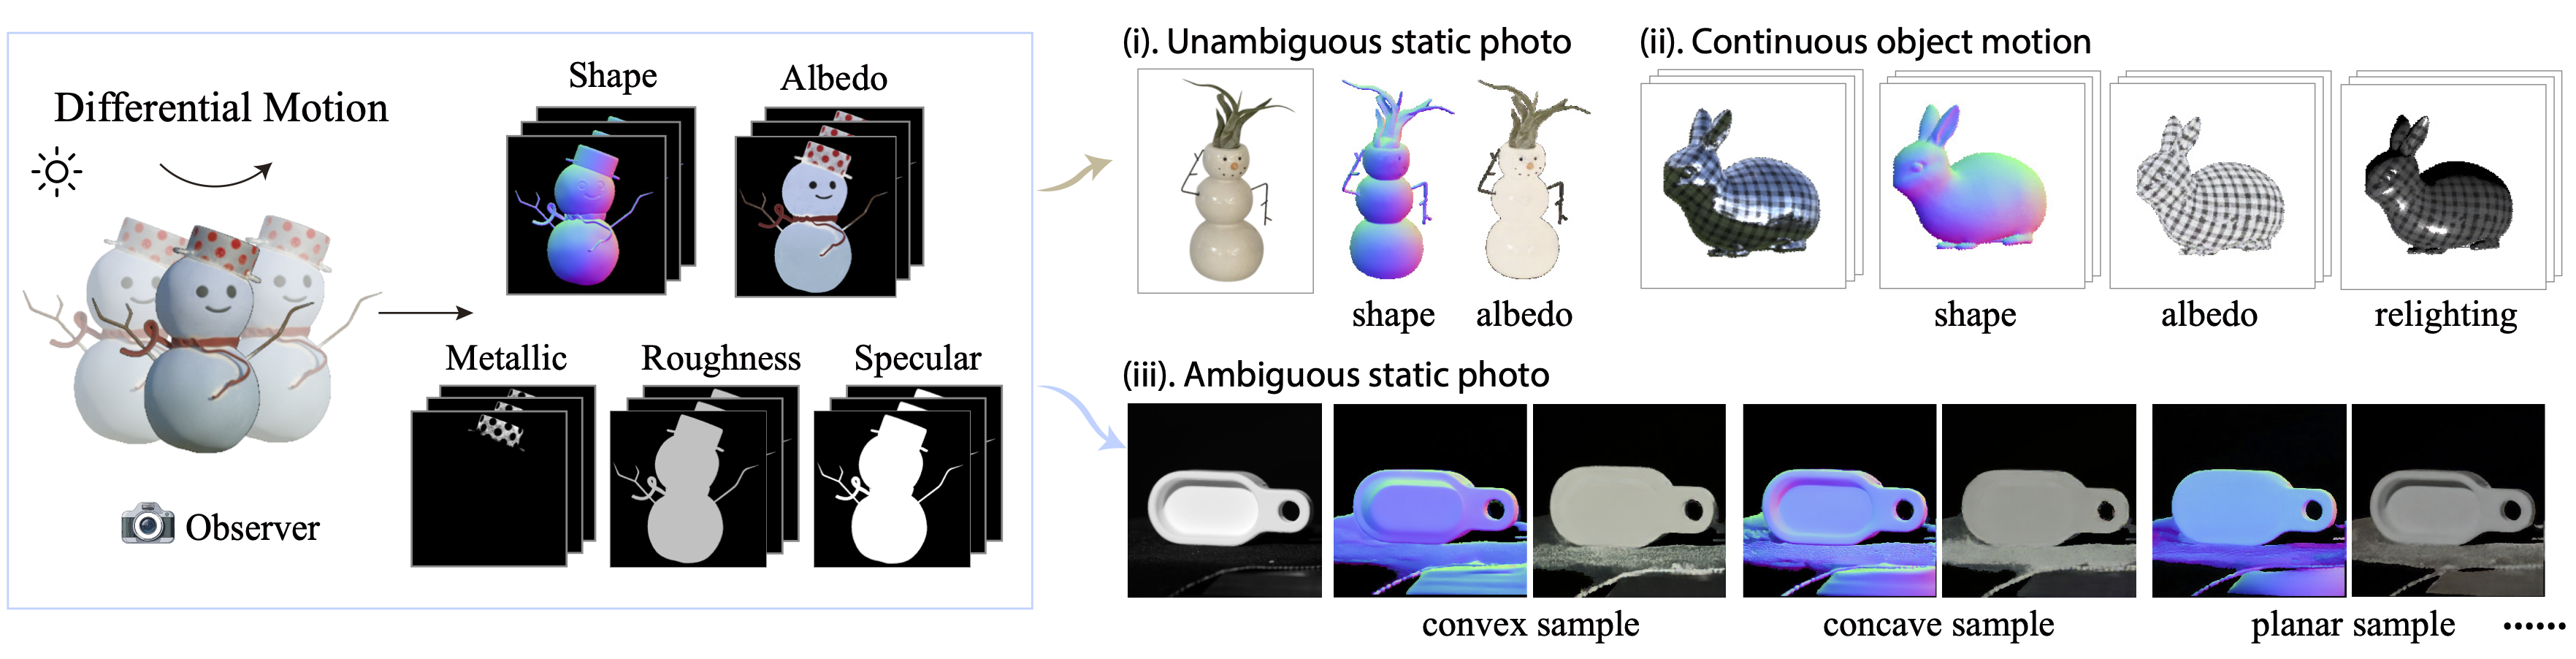 Differential Motion
Shape
Albedo
Metallic
Roughness
Specular
Observer
(i). Unambiguous static photo
shape
albedo
(ii). Continuous object motion
shape
albedo
relighting
(iii). Ambiguous static photo
convex sample
concave sample
planar sample ······